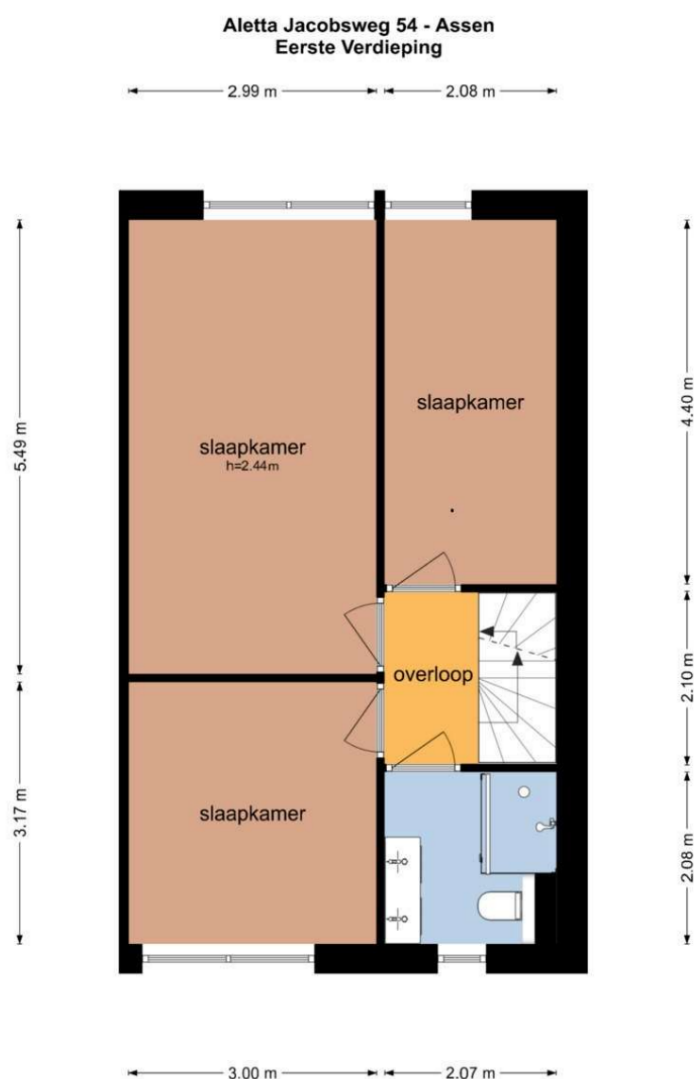 Aletta Jacobsweg 54 - Assen
Eerste Verdieping
2.99 m
2.08 m
5.49 m
4.40 m
slaapkamer
slaapkamer
h=2.44m
overloop
2.10 m
3.17 m
slaapkamer
2.08 m
3.00 m
2.07 m